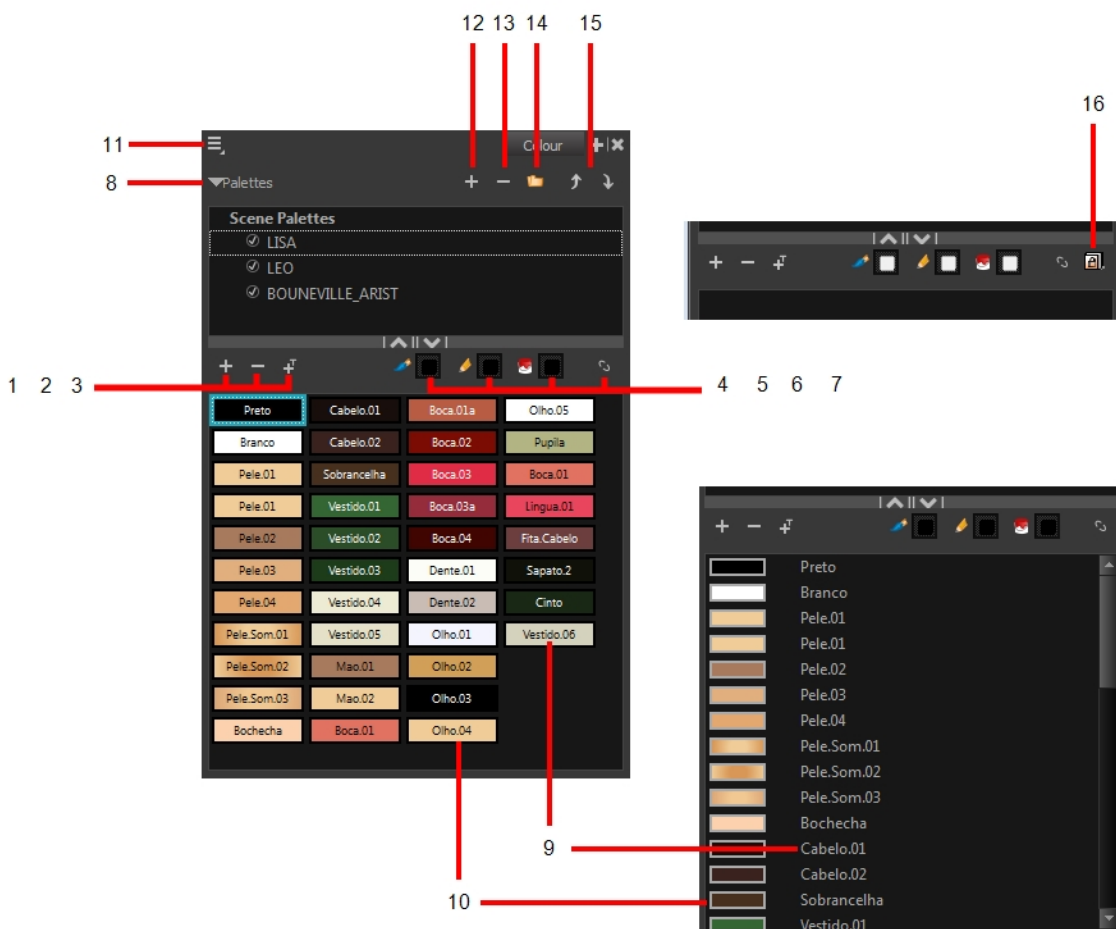 12 13 14 15
16
11
Colour
8
Palettes
Scene Palettes
LISA
LEO
BOUNEVILLE_ARIST
1 2 3
4 5 6 7
Preto Cabelo.01 Boca.01a Olho.05
Branco Cabelo.02 Boca.02 Pupila
Pele.01 Sobrancelha Boca.03 Boca.01
Pele.01 Vestido.01 Boca.03a Lingua.01
Pele.02 Vestido.02 Boca.04 Fita.Cabelo
Pele.03 Vestido.03 Dente.01 Sapato.2
Pele.04 Vestido.04 Dente.02 Cinto
Pele.Som.01 Vestido.05 Olho.01 Vestido.06
Pele.Som.02 Mao.01 Olho.02
Pele.Som.03 Mao.02 Olho.03
Bochecha Boca.01 Olho.04
9
10
Preto
Branco
Pele.01
Pele.01
Pele.02
Pele.03
Pele.04
Pele.Som.01
Pele.Som.02
Pele.Som.03
Bochecha
Cabelo.01
Cabelo.02
Sobrancelha
Vestido.01